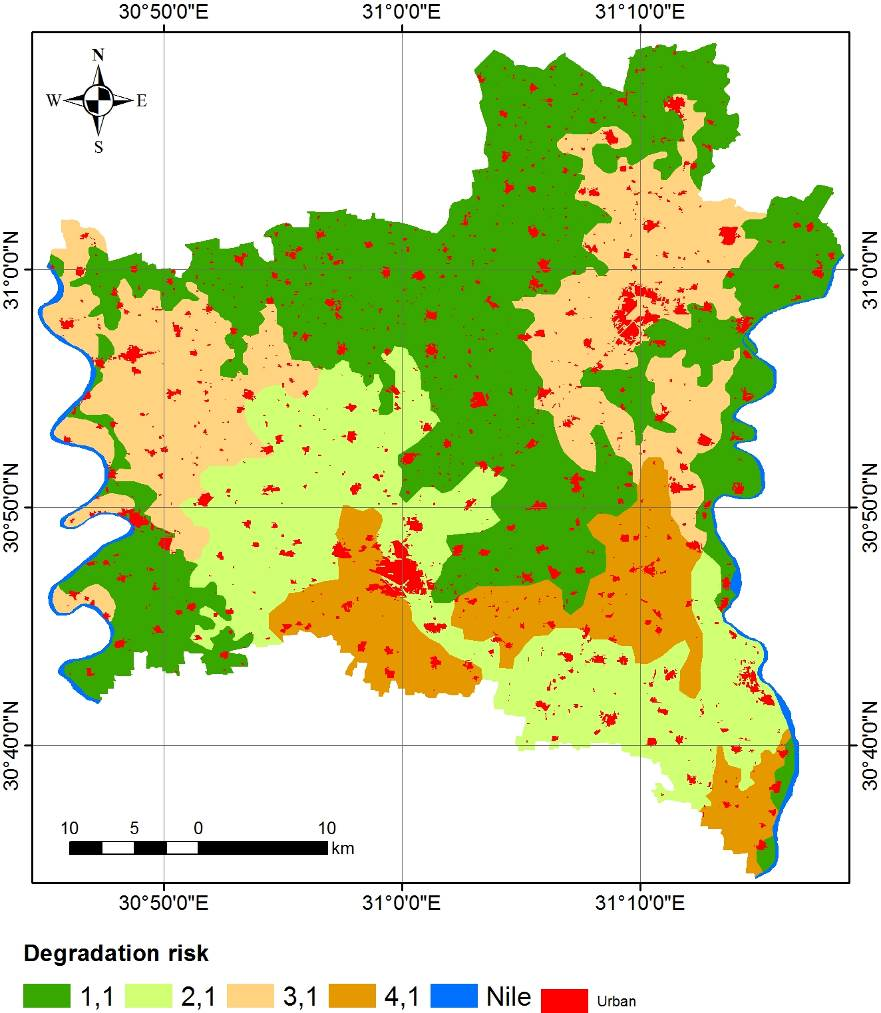 30°50'0"E 31°0'0"E 31°10'0"E
N
W E
S
31°0'0"N 31°0'0"N
30°50'0"N 30°50'0"N
30°40'0"N 30°40'0"N
10 5 0 10
km
30°50'0"E 31°0'0"E 31°10'0"E
Degradation risk
1,1 2,1 3,1 4,1 Nile Urban